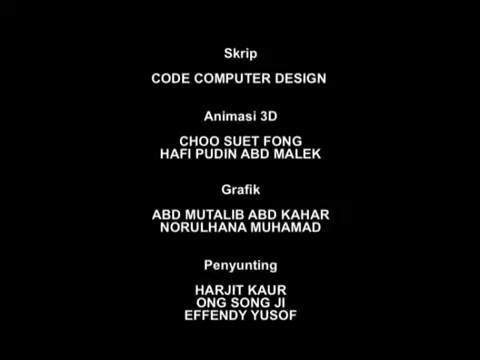 Skrip
CODE COMPUTER DESIGN
Animasi 3D
CHOO SUET FONG
HAFI PUDIN ABD MALEK
Grafik
ABD MUTALIB ABD KAHAR
NORULHANA MUHAMAD
Penyunting
HARJIT KAUR
ONG SONG JI
EFFENDY YUSOF